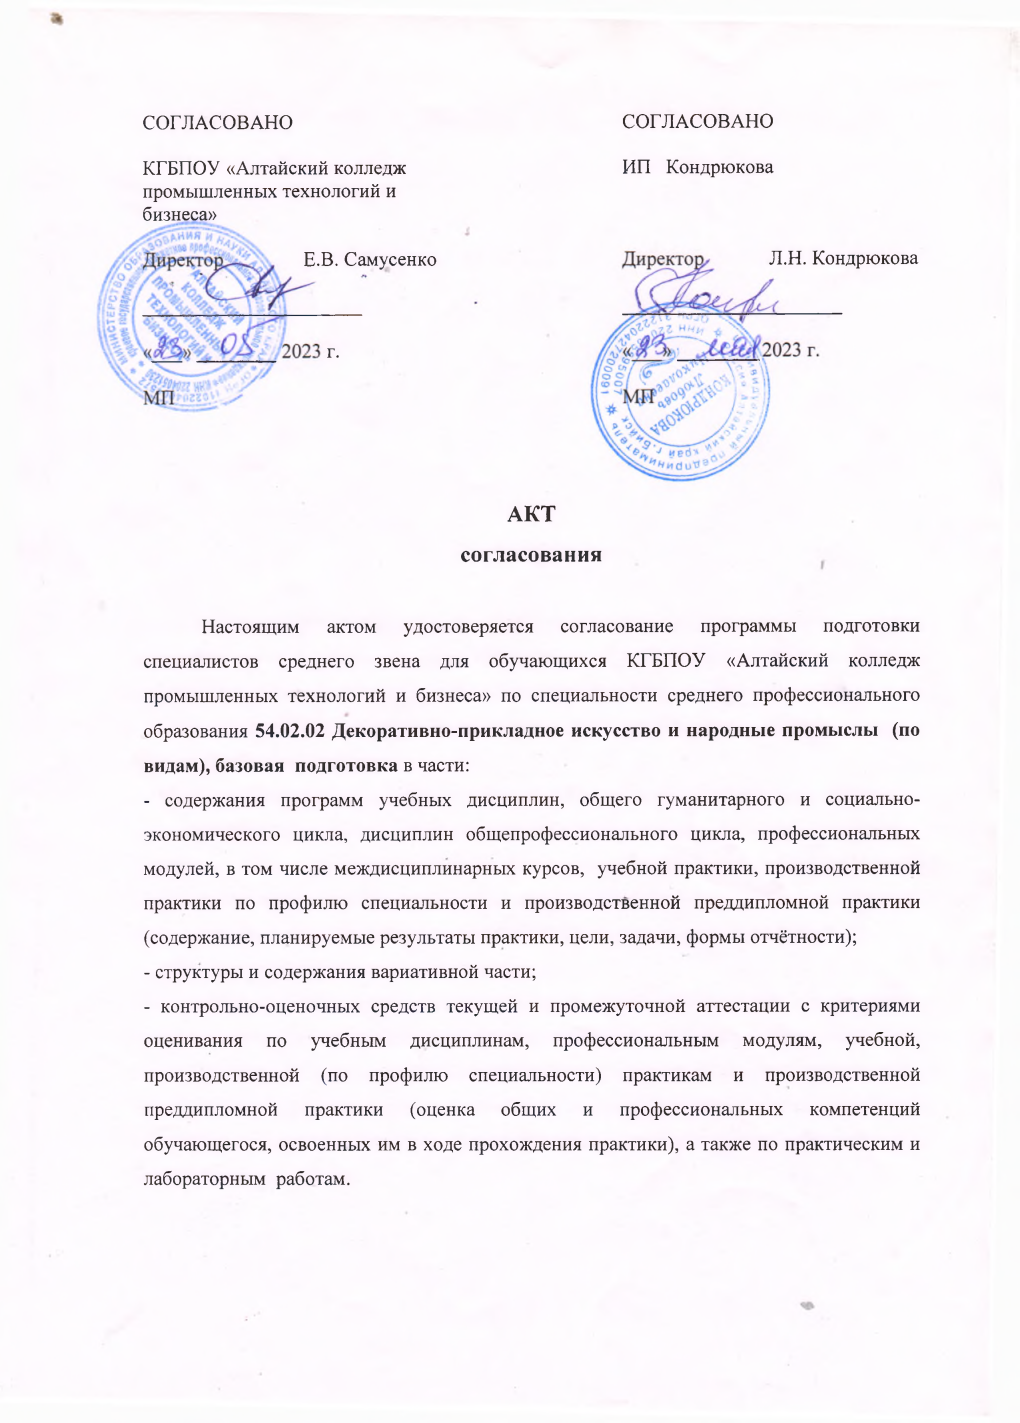 СОГЛАСОВАНО
КГБПОУ «Алтайский колледж
промышленных технологий и
бизнеса»
Директор Е.В. Самусенко
«23» 05 2023 г.
МП
СОГЛАСОВАНО
ИП Кондрюкова
Директор Л.Н. Кондрюкова
«23» мая 2023 г.
МП
КОНДРЮКОВА
Любовь
Николаевна
АКТ
согласования
Настоящим актом удостоверяется согласование программы подготовки
специалистов среднего звена для обучающихся КГБПОУ «Алтайский колледж
промышленных технологий и бизнеса» по специальности среднего профессионального
образования 54.02.02 Декоративно-прикладное искусство и народные промыслы (по
видам), базовая подготовка в части:
- содержания программ учебных дисциплин, общего гуманитарного и социально-
экономического цикла, дисциплин общепрофессионального цикла, профессиональных
модулей, в том числе междисциплинарных курсов, учебной практики, производственной
практики по профилю специальности и производственной преддипломной практики
(содержание, планируемые результаты практики, цели, задачи, формы отчётности);
- структуры и содержания вариативной части;
- контрольно-оценочных средств текущей и промежуточной аттестации с критериями
оценивания по учебным дисциплинам, профессиональным модулям, учебной,
производственной (по профилю специальности) практикам и производственной
преддипломной практики (оценка общих и профессиональных компетенций
обучающегося, освоенных им в ходе прохождения практики), а также по практическим и
лабораторным работам.